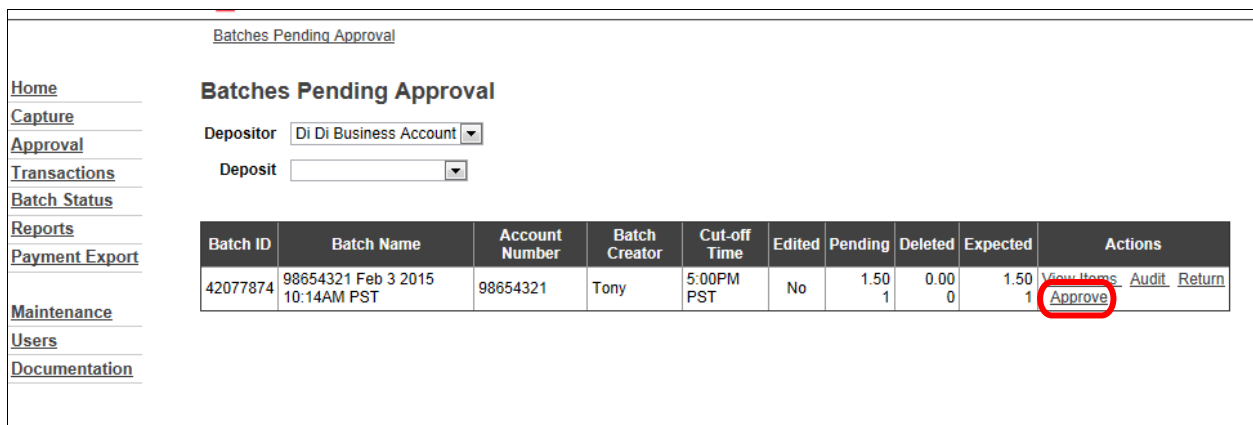 Batches Pending Approval
Home
Capture
Approval
Transactions
Batch Status
Reports
Payment Export
Maintenance
Users
Documentation
Batches Pending Approval
Depositor Di Di Business Account
Deposit
Batch ID Batch Name Account Number Batch Creator Cut-off Time Edited Pending Deleted Expected Actions
42077874 98654321 Feb 3 2015 10:14AM PST 98654321 Tony 5:00PM PST No 1.50 1 0.00 0 1.50 1 View Items Audit Return Approve